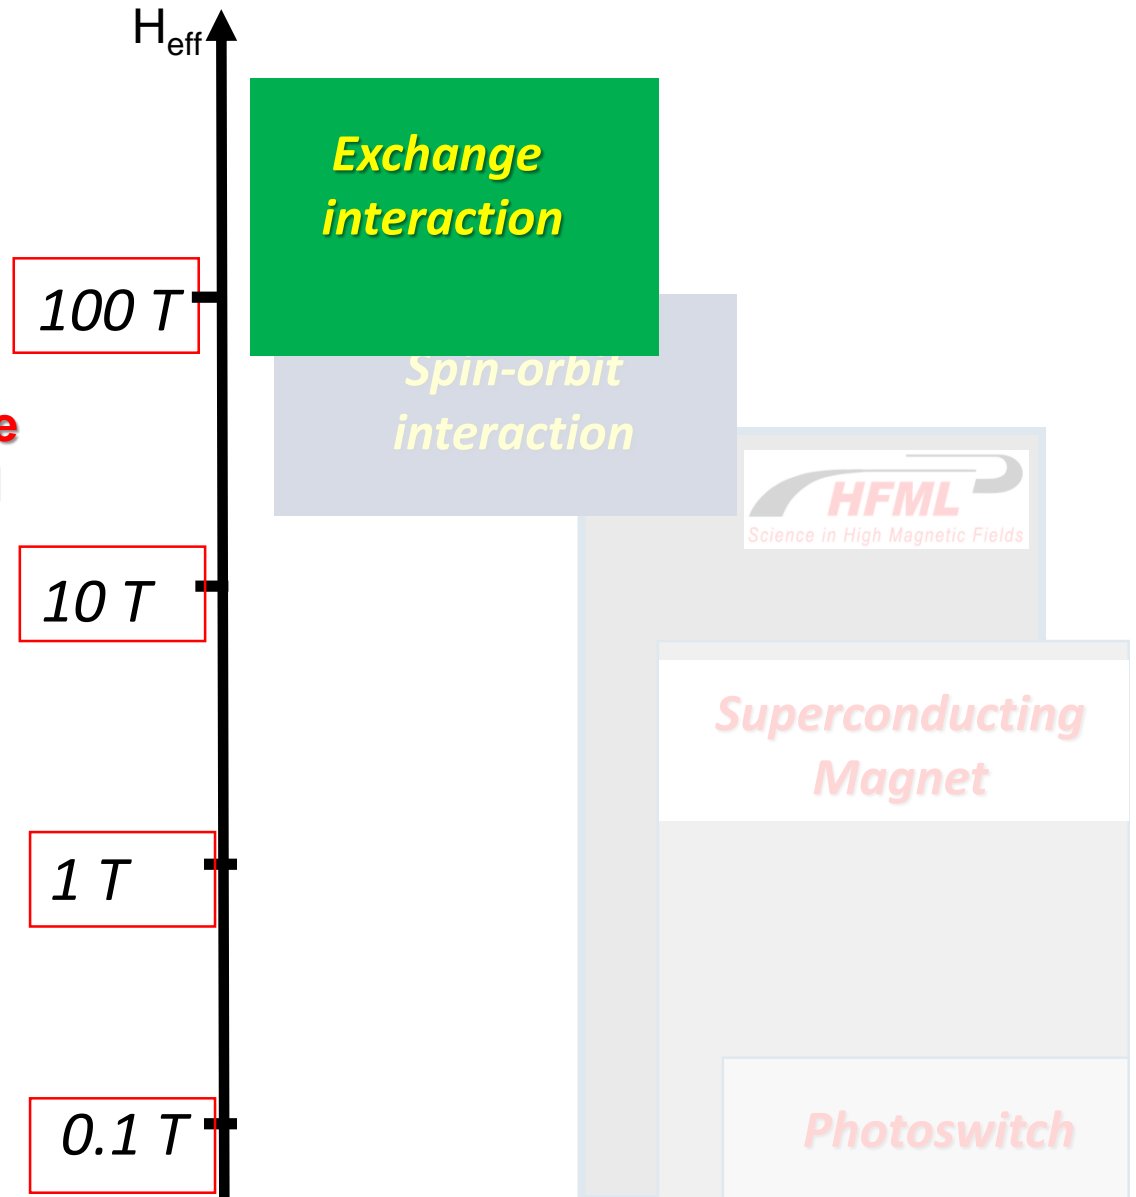 H_eff
Exchange
interaction
100 T
Spin-orbit
interaction
HFML
Science in High Magnetic Fields
10 T
Superconducting
Magnet
1 T
0.1 T
Photoswitch